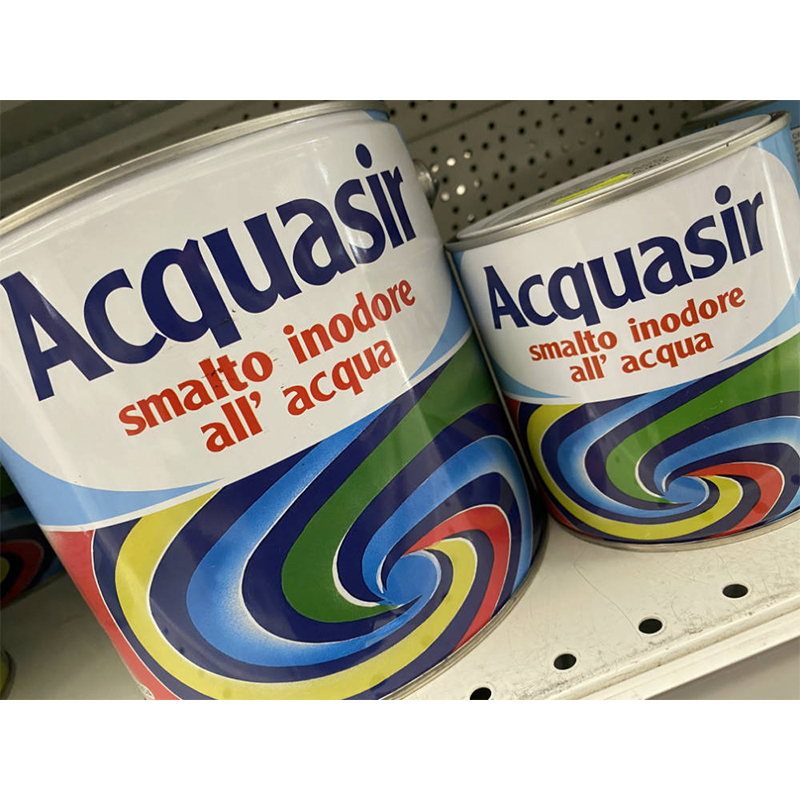 Acquasir
smalto inodore
all' acqua
Acquasir
smalto inodore
all' acqua